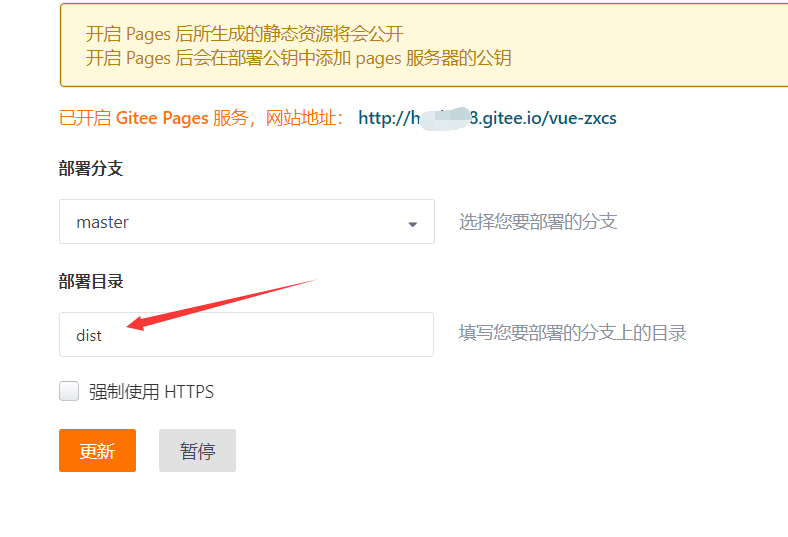 开启 Pages 后所生成的静态资源将会公开
开启 Pages 后会在部署公钥中添加 pages 服务器的公钥
已开启 Gitee Pages 服务，网站地址： http://h 8.gitee.io/vue-zxcs
部署分支
master 选择您要部署的分支
部署目录
dist 填写您要部署的分支上的目录
强制使用 HTTPS
更新 暂停